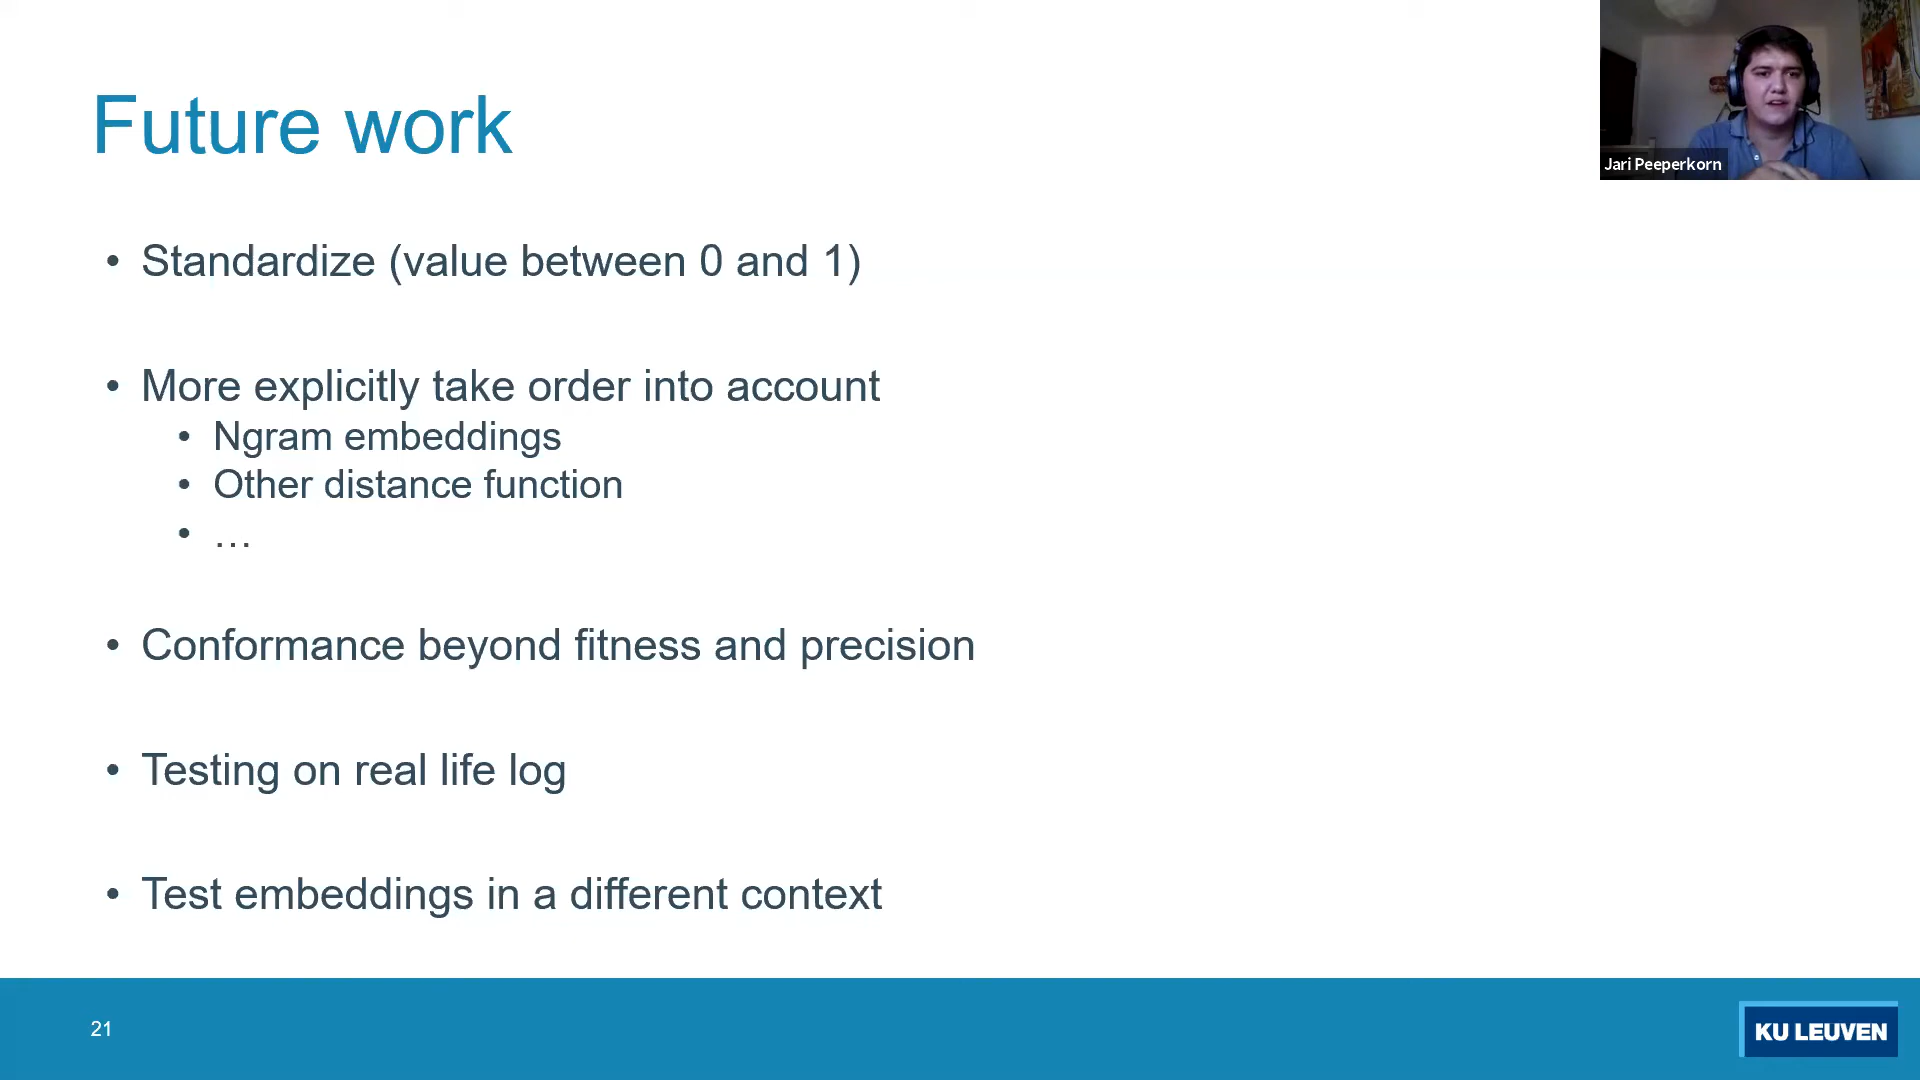 Future work
Jari Peeperkorn
• Standardize (value between 0 and 1)
• More explicitly take order into account
• Ngram embeddings
• Other distance function
• …
• Conformance beyond fitness and precision
• Testing on real life log
• Test embeddings in a different context
21
KU LEUVEN